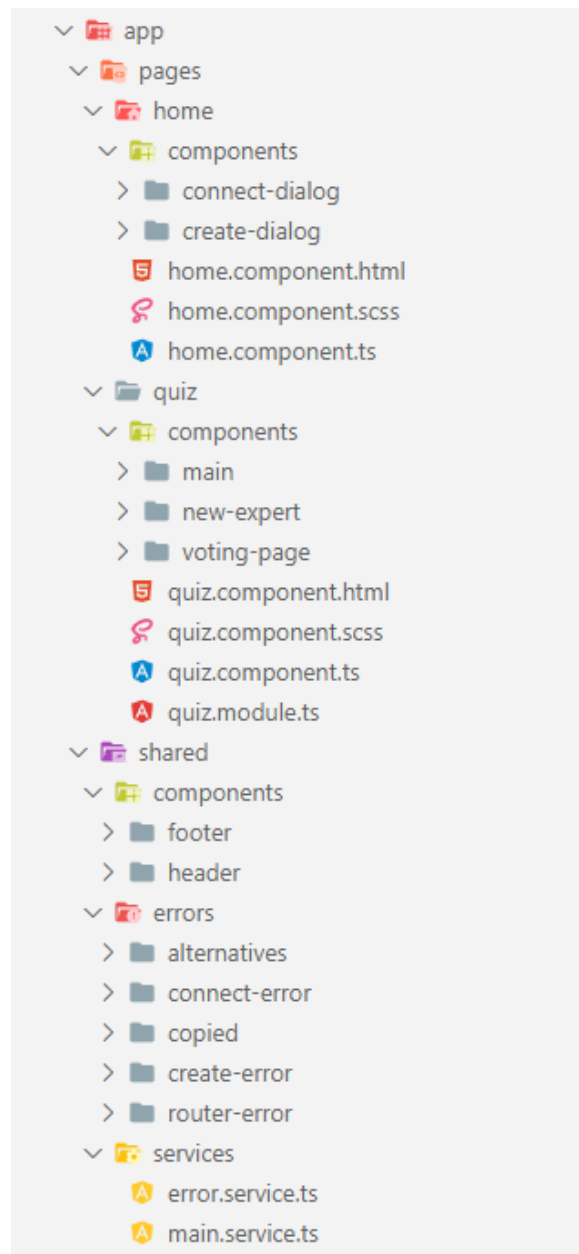 app
pages
home
components
connect-dialog
create-dialog
home.component.html
home.component.scss
home.component.ts
quiz
components
main
new-expert
voting-page
quiz.component.html
quiz.component.scss
quiz.component.ts
quiz.module.ts
shared
components
footer
header
errors
alternatives
connect-error
copied
create-error
router-error
services
error.service.ts
main.service.ts